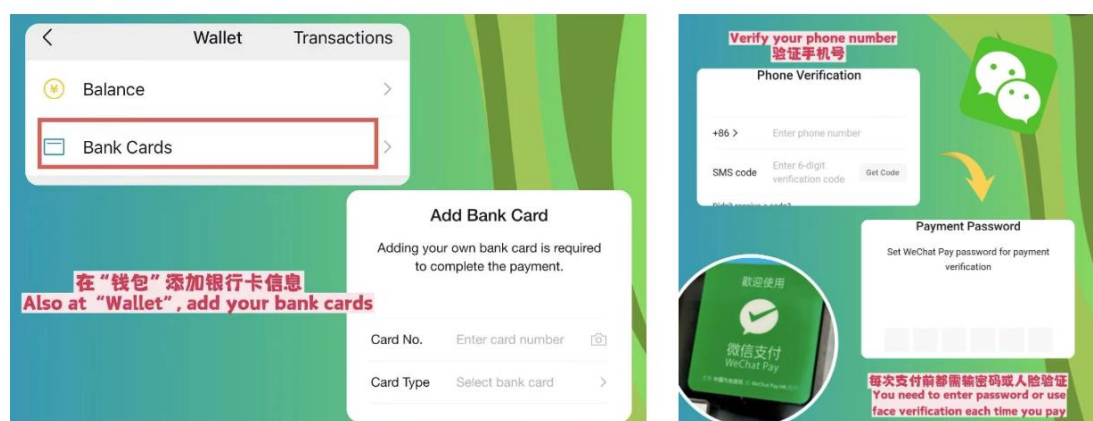 Wallet
Transactions
Balance
Bank Cards
Add Bank Card
Adding your own bank card is required
to complete the payment.
在“钱包”添加银行卡信息
Also at “Wallet”, add your bank cards
Card No.
Enter card number
Card Type
Select bank card
Verify your phone number
验证手机号
Phone Verification
+86 >
Enter phone number
SMS code
Enter 6-digit
verification code
Get Code
Didn't receive a code?
Payment Password
Set WeChat Pay password for payment
verification
歡迎使用
微信支付
WeChat Pay
每次支付前都需输密码或人脸验证
You need to enter password or use
face verification each time you pay